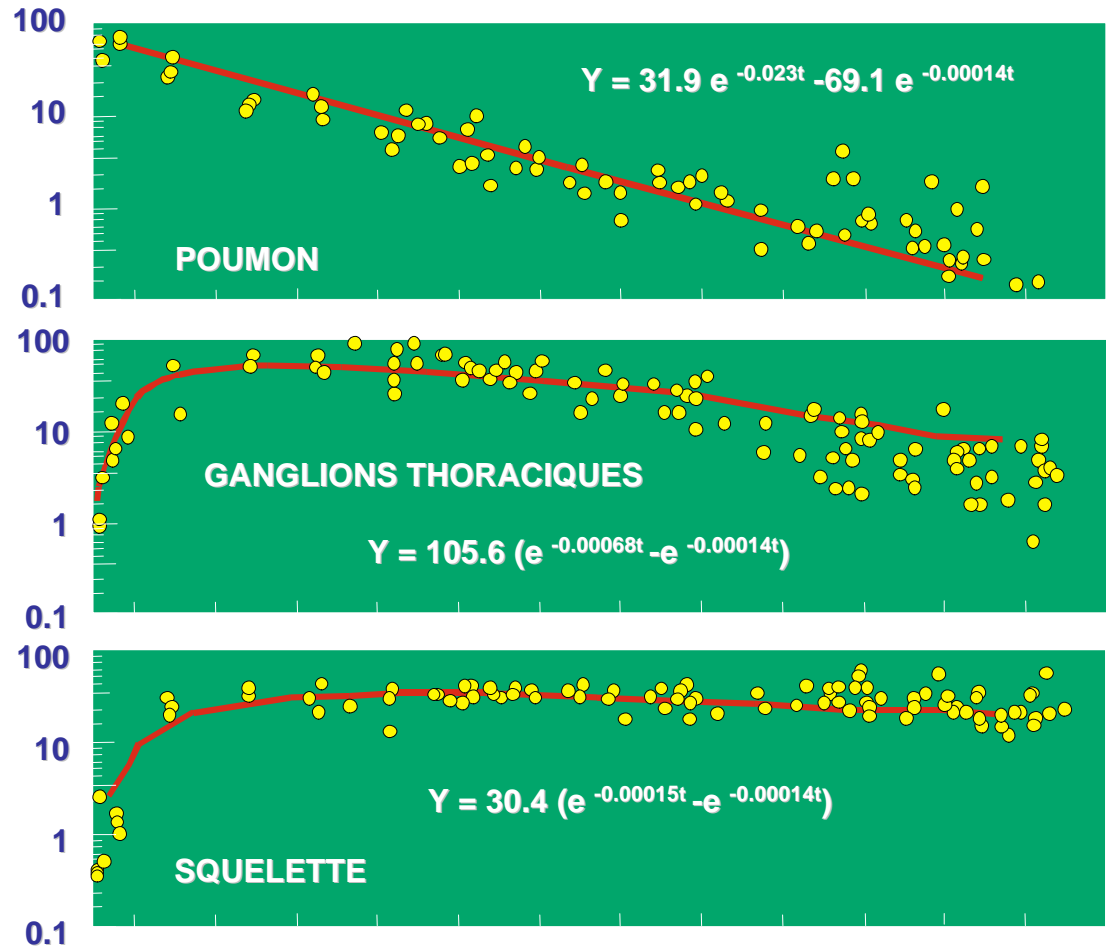 100
10
1
0.1
Y = 31.9 e -0.023t -69.1 e -0.00014t
POUMON
100
10
1
0.1
GANGLIONS THORACIQUES
Y = 105.6 (e -0.00068t -e -0.00014t)
100
10
1
0.1
Y = 30.4 (e -0.00015t -e -0.00014t)
SQUELETTE